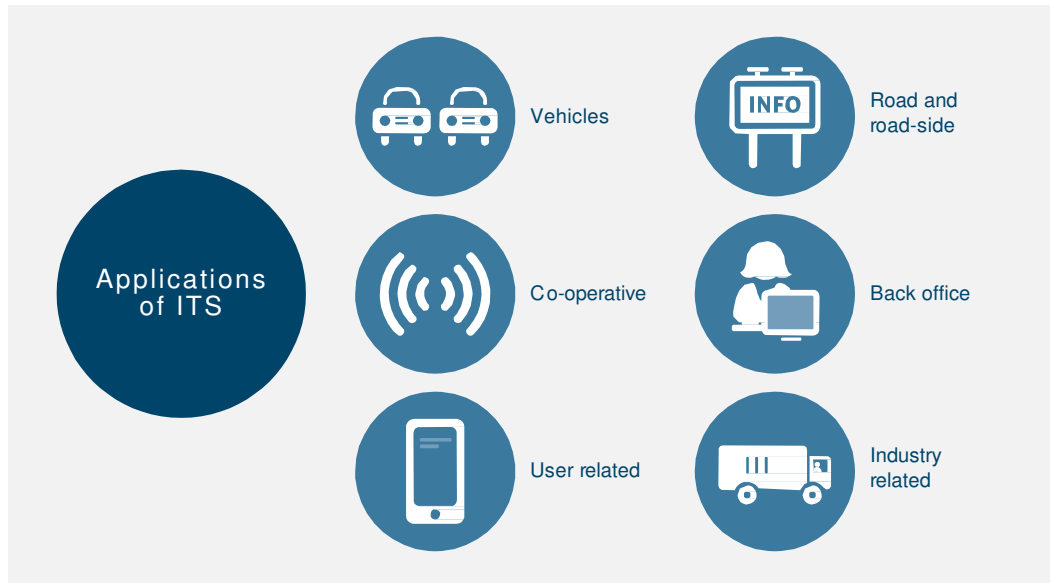 Applications
of ITS
Vehicles
INFO
Road and
road-side
Co-operative
Back office
User related
Industry
related